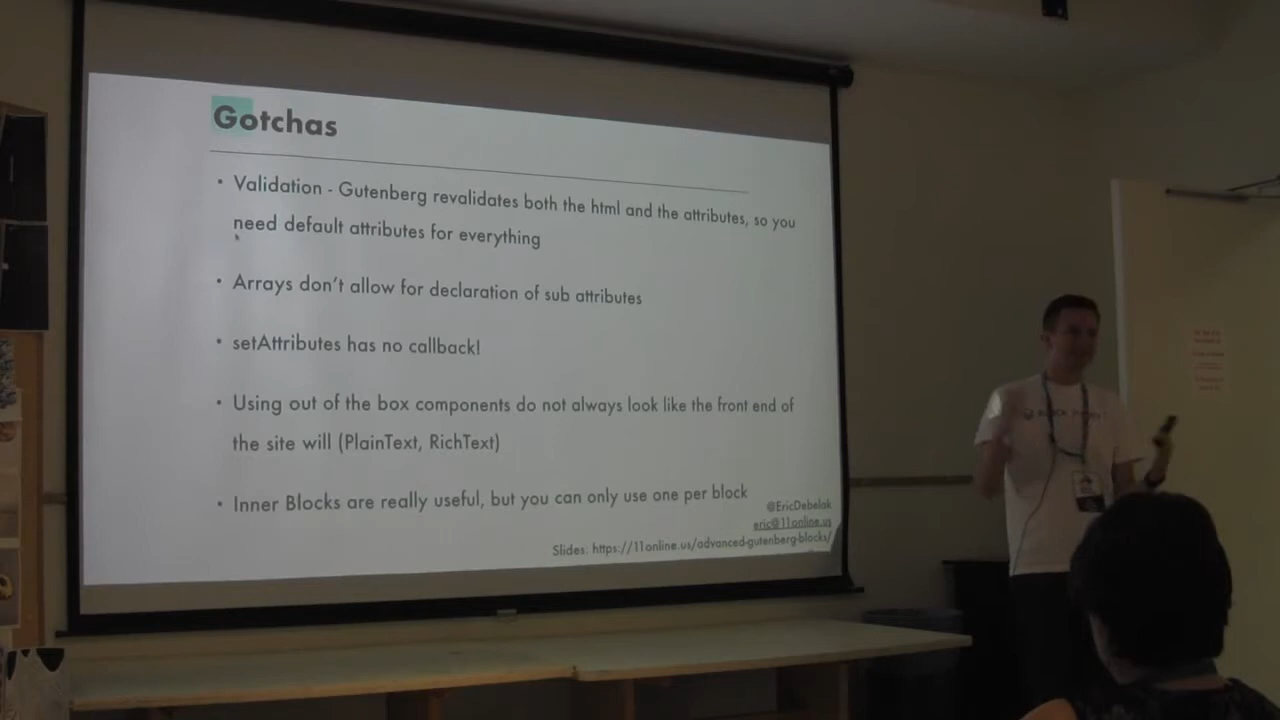 Gotchas
• Validation - Gutenberg revalidates both the html and the attributes, so you
need default attributes for everything
• Arrays don't allow for declaration of sub attributes
• setAttributes has no callback!
• Using out of the box components do not always look like the front end of
the site will (PlainText, RichText)
• Inner Blocks are really useful, but you can only use one per block
@EricDebelak
eric@11online.us
Slides: https://11online.us/advanced-gutenberg-blocks/